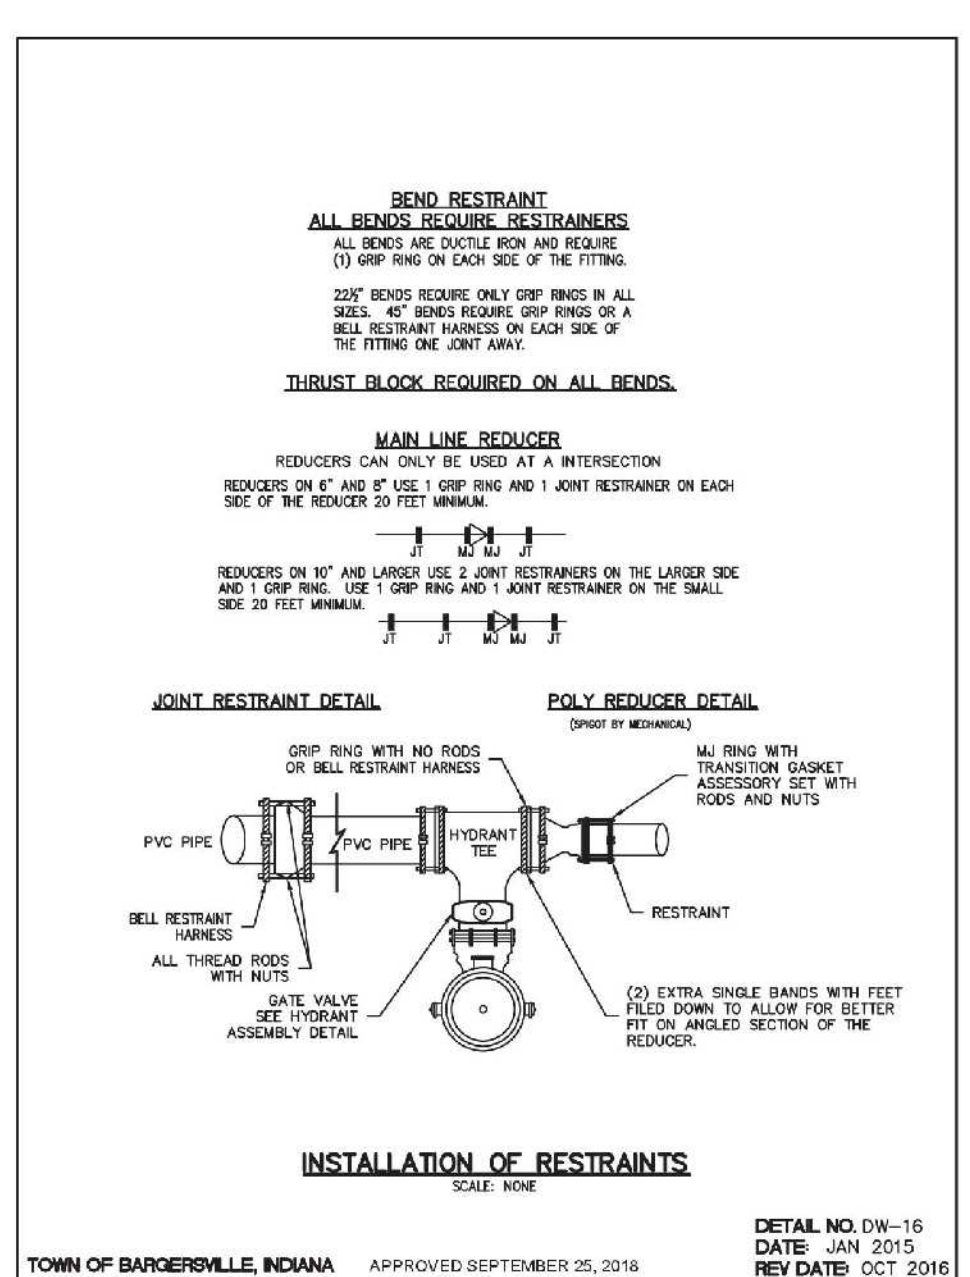 BEND RESTRAINT
ALL BENDS REQUIRE RESTRAINERS
ALL BENDS ARE DUCTILE IRON AND REQUIRE
(1) GRIP RING ON EACH SIDE OF THE FITTING.
22½" BENDS REQUIRE ONLY GRIP RINGS IN ALL
SIZES. 45" BENDS REQUIRE GRIP RINGS OR A
BELL RESTRAINT HARNESS ON EACH SIDE OF
THE FITTING ONE JOINT AWAY.
THRUST BLOCK REQUIRED ON ALL BENDS.
MAIN LINE REDUCER
REDUCERS CAN ONLY BE USED AT A INTERSECTION
REDUCERS ON 6" AND 8" USE 1 GRIP RING AND 1 JOINT RESTRAINER ON EACH
SIDE OF THE REDUCER 20 FEET MINIMUM.
JT MJ MJ JT
REDUCERS ON 10" AND LARGER USE 2 JOINT RESTRAINERS ON THE LARGER SIDE
AND 1 GRIP RING. USE 1 GRIP RING AND 1 JOINT RESTRAINER ON THE SMALL
SIDE 20 FEET MINIMUM.
JT JT MJ MJ JT
JOINT RESTRAINT DETAIL
POLY REDUCER DETAIL
(SPIGOT BY MECHANICAL)
GRIP RING WITH NO RODS
OR BELL RESTRAINT HARNESS
MJ RING WITH
TRANSITION GASKET
ASSESSORY SET WITH
RODS AND NUTS
PVC PIPE
PVC PIPE
HYDRANT
TEE
BELL RESTRAINT
HARNESS
RESTRAINT
ALL THREAD RODS
WITH NUTS
GATE VALVE
SEE HYDRANT
ASSEMBLY DETAIL
(2) EXTRA SINGLE BANDS WITH FEET
FILED DOWN TO ALLOW FOR BETTER
FIT ON ANGLED SECTION OF THE
REDUCER.
INSTALLATION OF RESTRAINTS
SCALE: NONE
DETAIL NO. DW-16
DATE: JAN 2015
REV DATE: OCT 2016
TOWN OF BARGERSVILLE, INDIANA
APPROVED SEPTEMBER 25, 2018